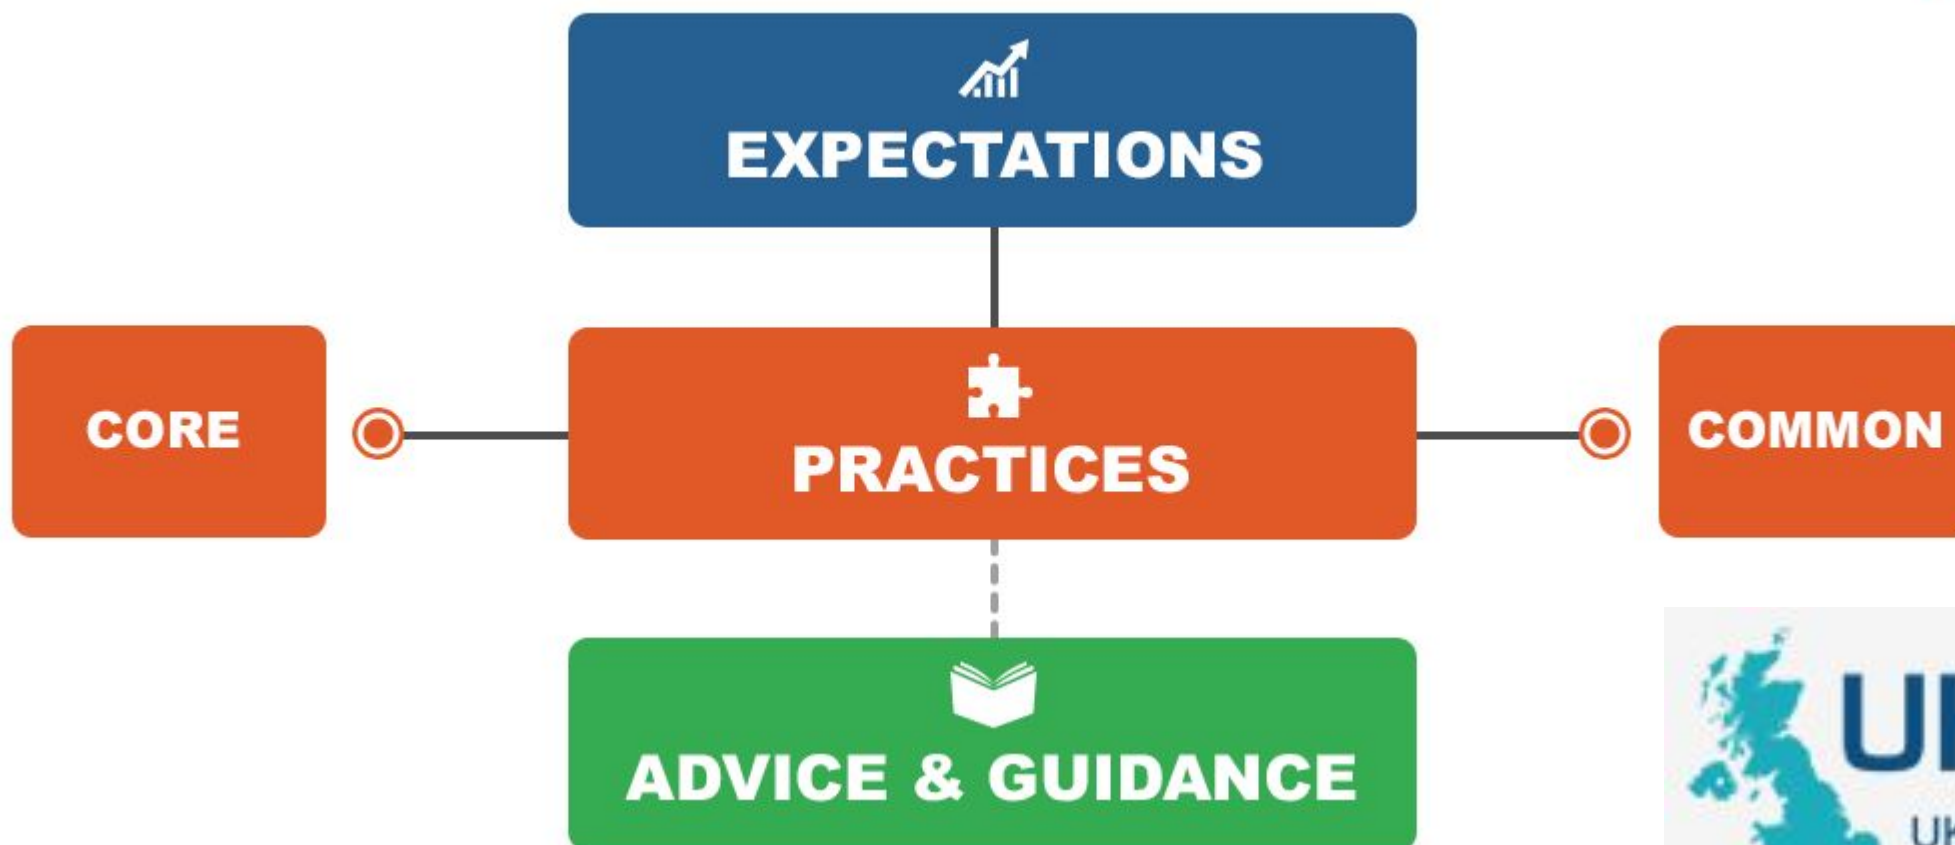 EXPECTATIONS
CORE
PRACTICES
COMMON
ADVICE & GUIDANCE